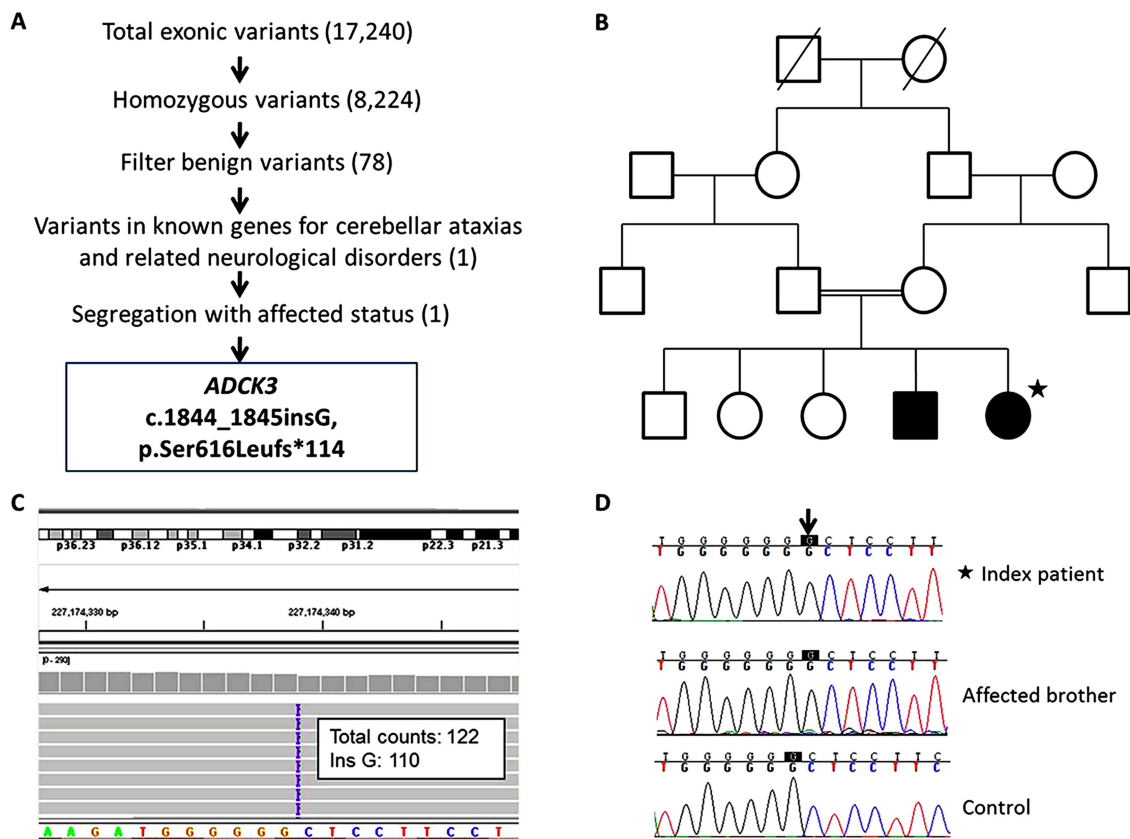 A
Total exonic variants (17,240)
Homozygous variants (8,224)
Filter benign variants (78)
Variants in known genes for cerebellar ataxias
and related neurological disorders (1)
Segregation with affected status (1)
ADCK3
c.1844_1845insG,
p.Ser616Leufs*114
B
C
p36.23 p36.12 p35.1 p34.1 p32.2 p31.2 p22.3 p21.3
227,174,330 bp 227,174,340 bp
[0 - 290]
Total counts: 122
Ins G: 110
A A G A T G G G G G G C T C C T T C C T
D
T G G G G G G G C T C C T T
T G G G G G G G C T C C T T
★ Index patient
T G G G G G G G C T C C T T
T G G G G G G G C T C C T T
Affected brother
T G G G G G G C T C C T T C
T G G G G G G C T C C T T C
Control